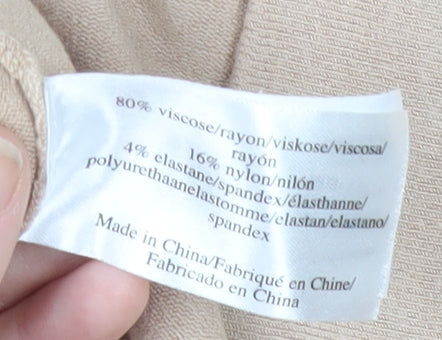 80% viscose/rayon/viskose/viscosa/
rayón
16% nylon/nilón
4% elastane/spandex/élasthanne/
polyurethaanelastomme/elastan/elastano/
spandex
Made in China/Fabriqué en Chine/
Fabricado en China